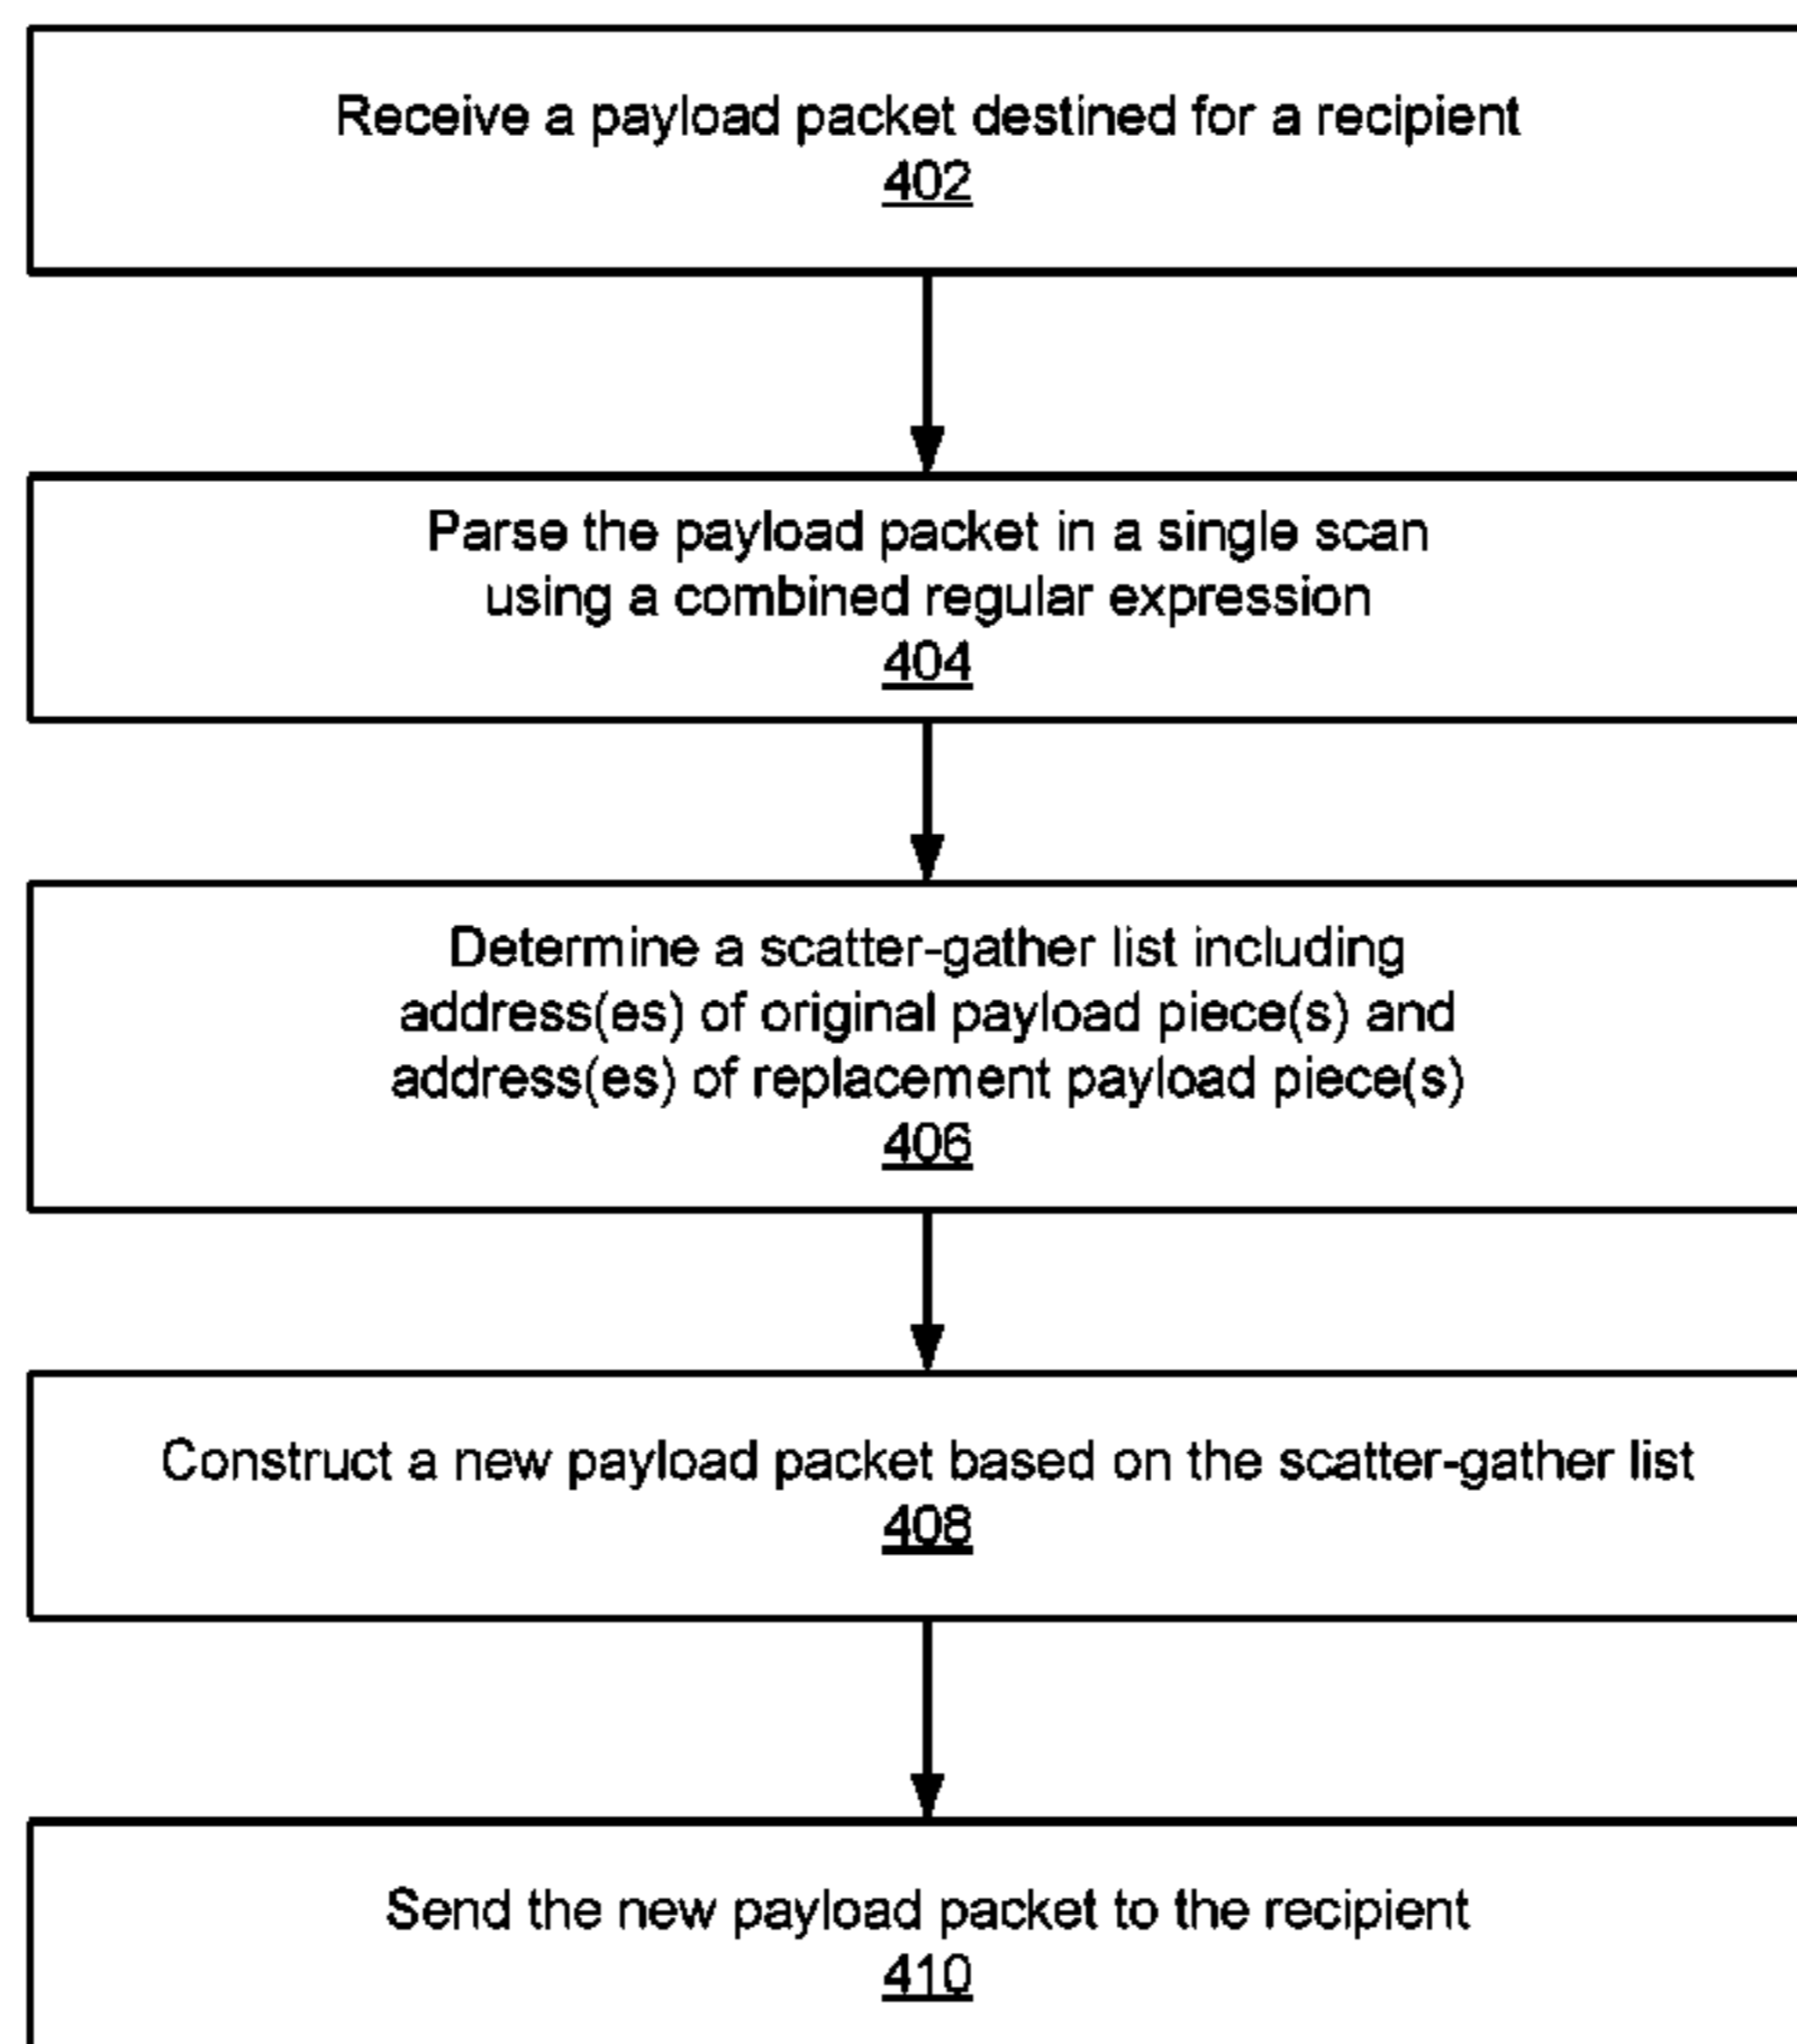 Receive a payload packet destined for a recipient
402
Parse the payload packet in a single scan
using a combined regular expression
404
Determine a scatter-gather list including
address(es) of original payload piece(s) and
address(es) of replacement payload piece(s)
406
Construct a new payload packet based on the scatter-gather list
408
Send the new payload packet to the recipient
410